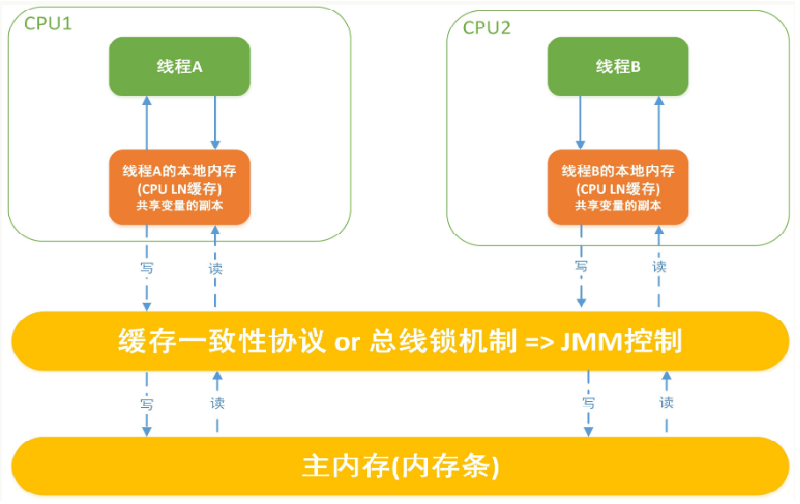 CPU1
CPU2
线程A
线程B
线程A的本地内存
(CPU LN缓存)
共享变量的副本
线程B的本地内存
(CPU LN缓存)
共享变量的副本
写
读
写
读
缓存一致性协议 or 总线锁机制 => JMM控制
写
读
写
读
主内存(内存条)